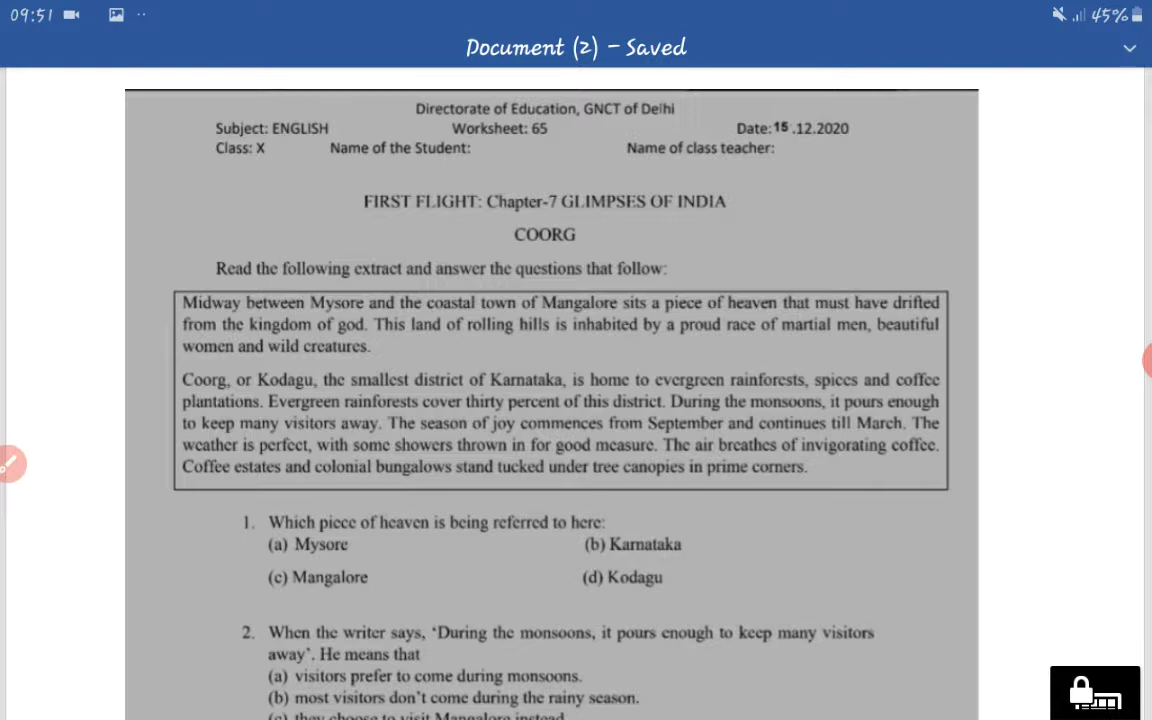 09:51 45%
Document (2) – Saved
Directorate of Education, GNCT of Delhi
Subject: ENGLISH Worksheet: 65 Date: 15 .12.2020
Class: X Name of the Student: Name of class teacher:
FIRST FLIGHT: Chapter-7 GLIMPSES OF INDIA
COORG
Read the following extract and answer the questions that follow:
Midway between Mysore and the coastal town of Mangalore sits a piece of heaven that must have drifted
from the kingdom of god. This land of rolling hills is inhabited by a proud race of martial men, beautiful
women and wild creatures.
Coorg, or Kodagu, the smallest district of Karnataka, is home to evergreen rainforests, spices and coffee
plantations. Evergreen rainforests cover thirty percent of this district. During the monsoons, it pours enough
to keep many visitors away. The season of joy commences from September and continues till March. The
weather is perfect, with some showers thrown in for good measure. The air breathes of invigorating coffee.
Coffee estates and colonial bungalows stand tucked under tree canopies in prime corners.
1. Which piece of heaven is being referred to here:
(a) Mysore (b) Karnataka
(c) Mangalore (d) Kodagu
2. When the writer says, ‘During the monsoons, it pours enough to keep many visitors
away’. He means that
(a) visitors prefer to come during monsoons.
(b) most visitors don’t come during the rainy season.
(c) they choose to visit Mangalore instead.